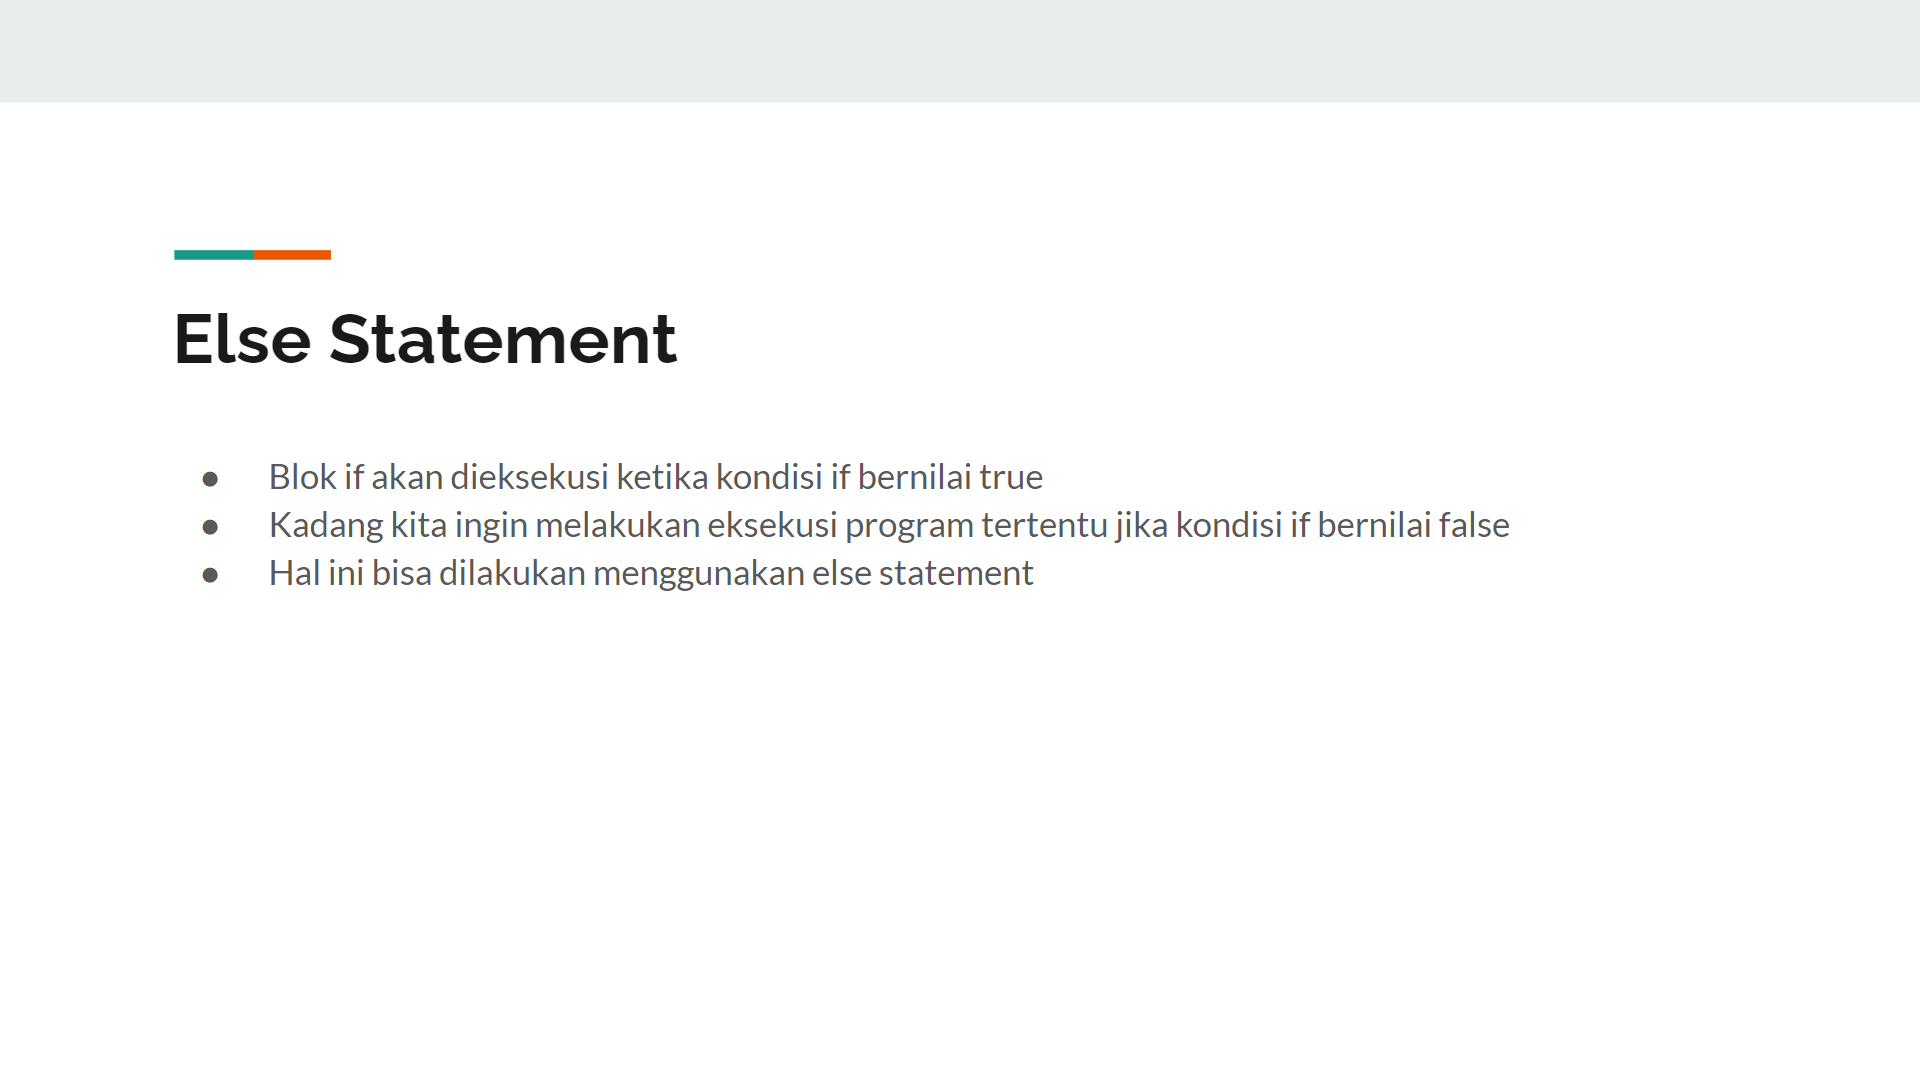 Else Statement
● Blok if akan dieksekusi ketika kondisi if bernilai true
● Kadang kita ingin melakukan eksekusi program tertentu jika kondisi if bernilai false
● Hal ini bisa dilakukan menggunakan else statement